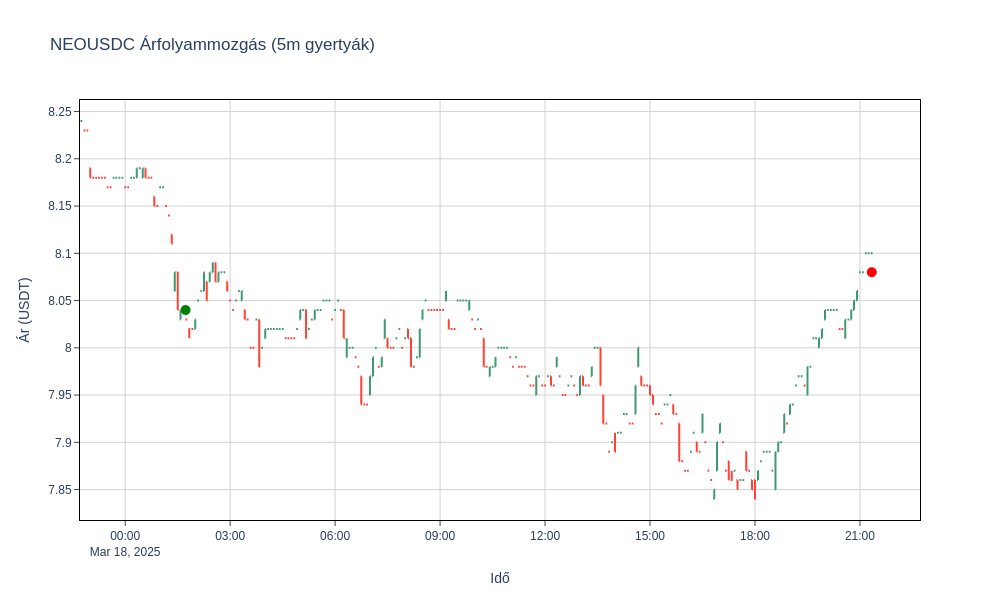 NEOUSDC Árfolyammozgás (5m gyertyák)
8.25
8.2
8.15
8.1
8.05
8
7.95
7.9
7.85
Ár (USDT)
00:00 03:00 06:00 09:00 12:00 15:00 18:00 21:00
Mar 18, 2025
Idő